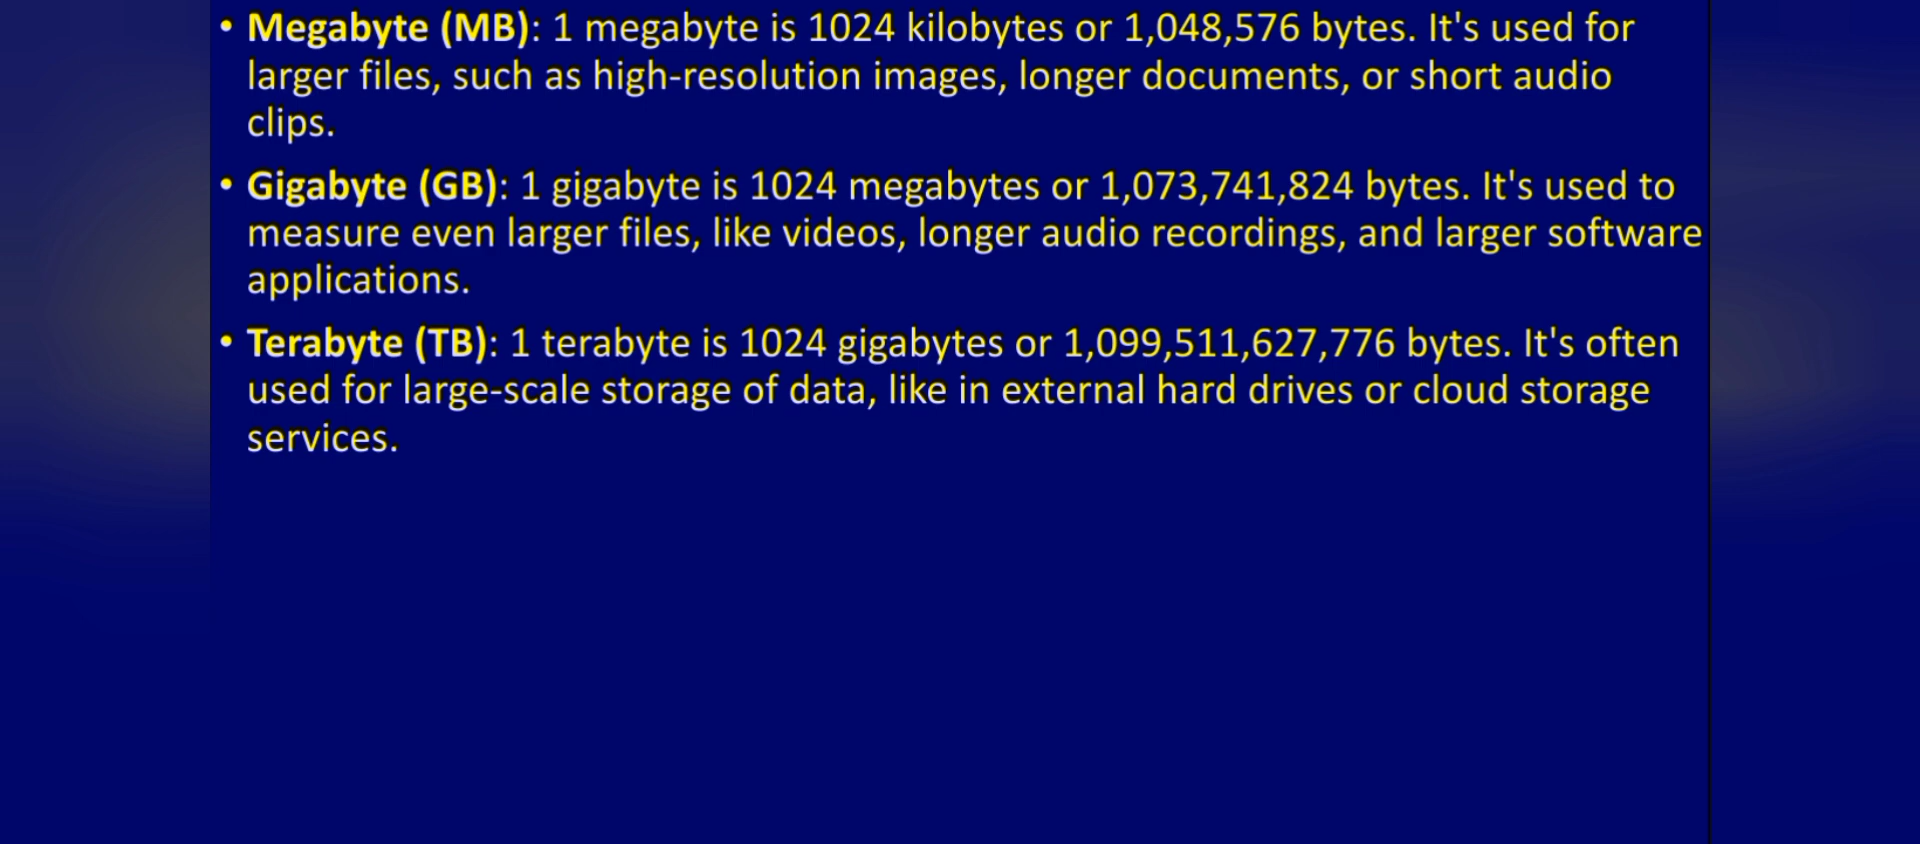 • Megabyte (MB): 1 megabyte is 1024 kilobytes or 1,048,576 bytes. It's used for
larger files, such as high-resolution images, longer documents, or short audio
clips.
• Gigabyte (GB): 1 gigabyte is 1024 megabytes or 1,073,741,824 bytes. It's used to
measure even larger files, like videos, longer audio recordings, and larger software
applications.
• Terabyte (TB): 1 terabyte is 1024 gigabytes or 1,099,511,627,776 bytes. It's often
used for large-scale storage of data, like in external hard drives or cloud storage
services.